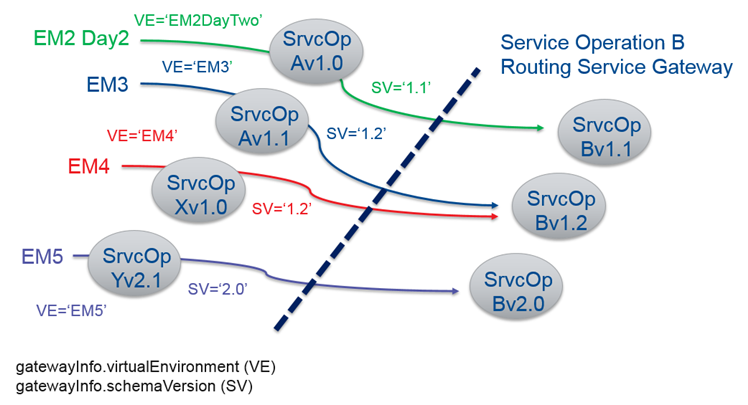 VE=‘EM2DayTwo’
EM2 Day2
SrvcOp
Av1.0
Service Operation B
Routing Service Gateway
VE=‘EM3’
EM3
SV=‘1.1’
SrvcOp
Av1.1
SV=‘1.2’
SrvcOp
Bv1.1
VE=‘EM4’
EM4
SrvcOp
Xv1.0
SV=‘1.2’
SrvcOp
Bv1.2
EM5
SrvcOp
Yv2.1
SV=‘2.0’
SrvcOp
Bv2.0
VE=‘EM5’
gatewayInfo.virtualEnvironment (VE)
gatewayInfo.schemaVersion (SV)